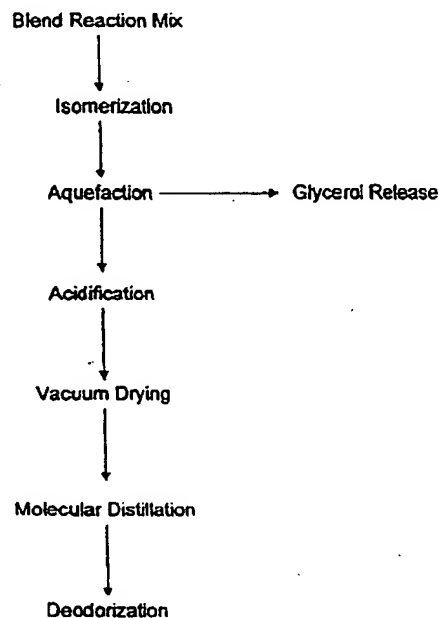 Blend Reaction Mix
Isomerization
Aquefaction
Glycerol Release
Acidification
Vacuum Drying
Molecular Distillation
Deodorization